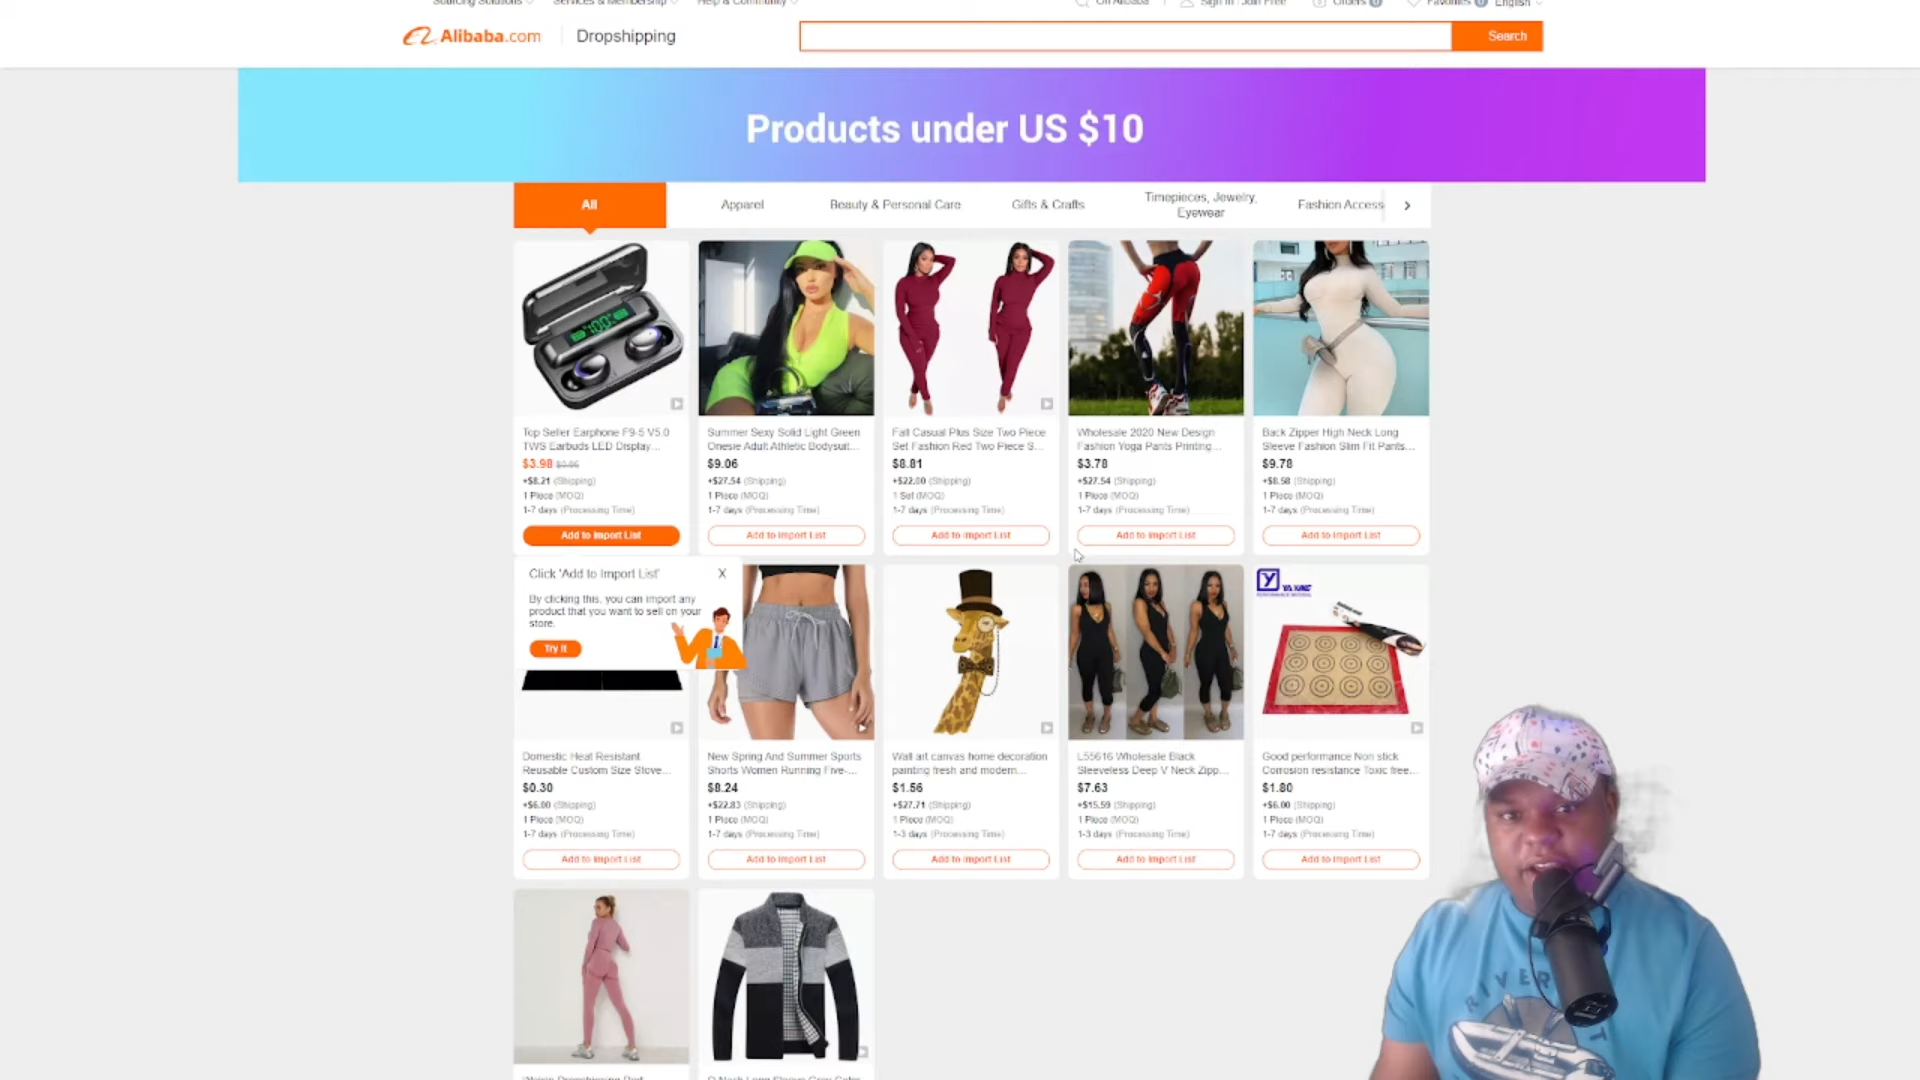 Sourcing Solutions
Services & Membership
Help & Community
On Alibaba
Sign In
Join Free
Orders
0
Favorites
0
English
Alibaba.com
Dropshipping
Search
Products under US $10
All
Apparel
Beauty & Personal Care
Gifts & Crafts
Timepieces, Jewelry,
Eyewear
Fashion Access
Top Seller Earphone F9-5 V5.0
TWS Earbuds LED Display...
$3.98
+$8.21 (Shipping)
1 Piece (MOQ)
1-7 days (Processing Time)
Add to Import List
Summer Sexy Solid Light Green
Onesie Adult Athletic Bodysuit...
$9.06
+$27.54 (Shipping)
1 Piece (MOQ)
1-7 days (Processing Time)
Add to Import List
Fall Casual Plus Size Two Piece
Set Fashion Red Two Piece S...
$8.81
+$22.00 (Shipping)
1 Set (MOQ)
1-7 days (Processing Time)
Add to Import List
Wholesale 2020 New Design
Fashion Yoga Pants Printing...
$3.78
+$27.54 (Shipping)
1 Piece (MOQ)
1-7 days (Processing Time)
Add to Import List
Back Zipper High Neck Long
Sleeve Fashion Slim Fit Pants...
$9.78
+$8.58 (Shipping)
1 Piece (MOQ)
1-7 days (Processing Time)
Add to Import List
Click 'Add to Import List'
X
By clicking this, you can import any
product that you want to sell on your
store.
Try it
Domestic Heat Resistant
Reusable Custom Size Stove...
$0.30
+$6.00 (Shipping)
1 Piece (MOQ)
1-7 days (Processing Time)
Add to Import List
New Spring And Summer Sports
Shorts Women Running Five-...
$8.24
+$22.83 (Shipping)
1 Piece (MOQ)
1-7 days (Processing Time)
Add to Import List
Wall art canvas home decoration
painting fresh and modern...
$1.56
+$27.71 (Shipping)
1 Piece (MOQ)
1-3 days (Processing Time)
Add to Import List
L55616 Wholesale Black
Sleeveless Deep V Neck Zipp...
$7.63
+$15.59 (Shipping)
1 Piece (MOQ)
1-3 days (Processing Time)
Add to Import List
Good performance Non stick
Corrosion resistance Toxic free...
$1.80
+$6.00 (Shipping)
1 Piece (MOQ)
1-7 days (Processing Time)
Add to Import List